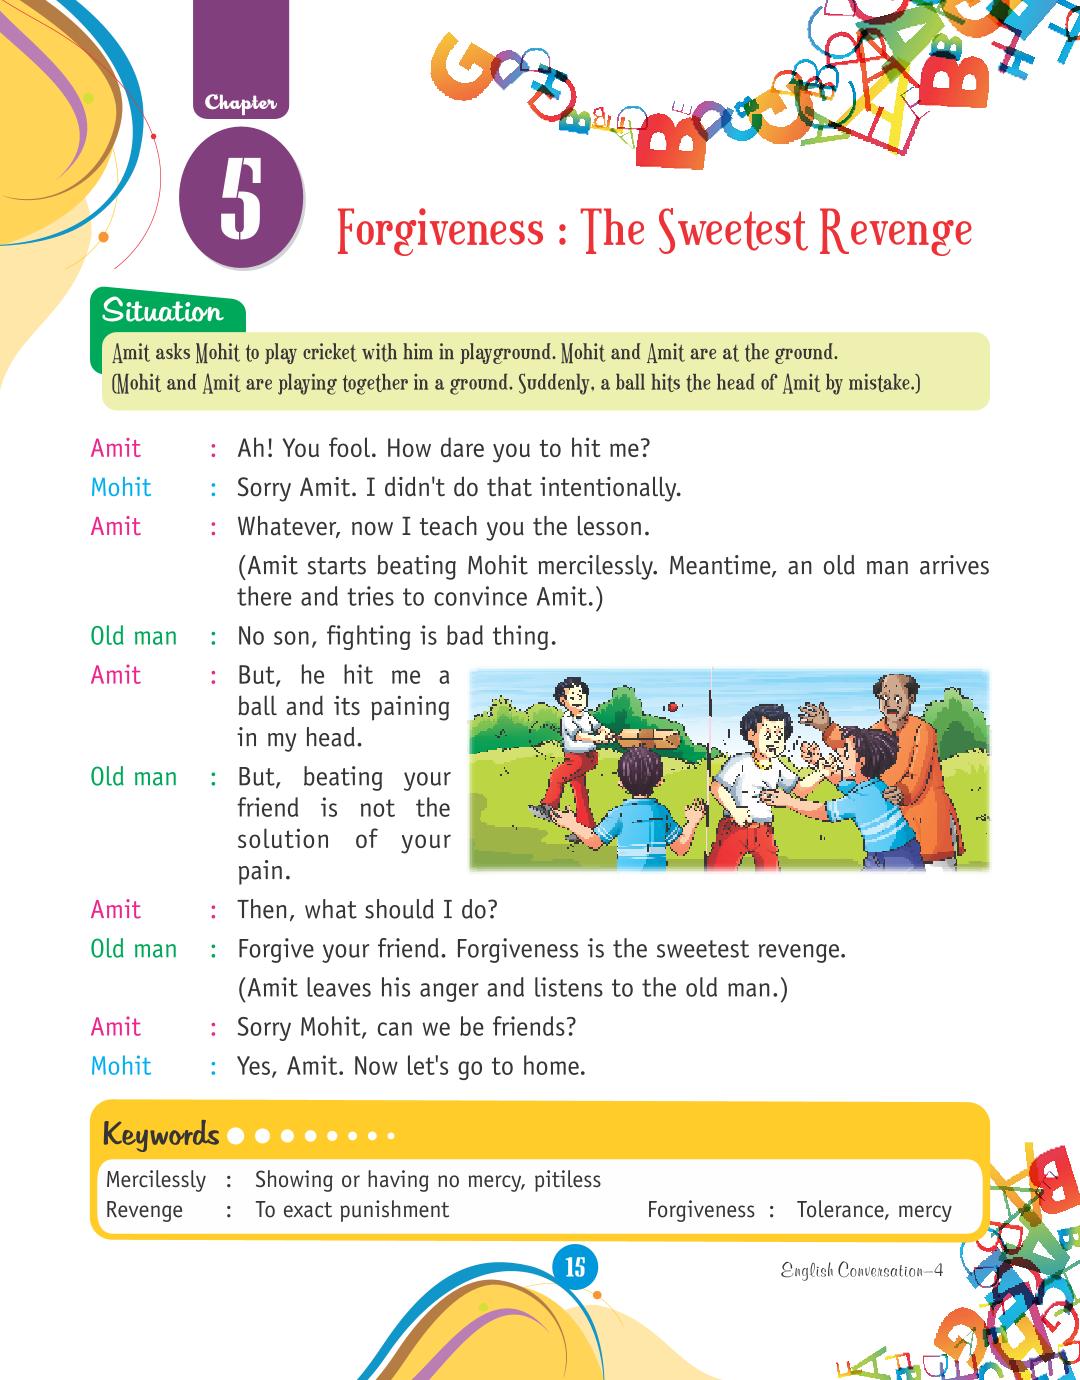 Chapter
5
Forgiveness : The Sweetest Revenge
Situation
Amit asks Mohit to play cricket with him in playground. Mohit and Amit are at the ground.
(Mohit and Amit are playing together in a ground. Suddenly, a ball hits the head of Amit by mistake.)
Amit : Ah! You fool. How dare you to hit me?
Mohit : Sorry Amit. I didn't do that intentionally.
Amit : Whatever, now I teach you the lesson.
(Amit starts beating Mohit mercilessly. Meantime, an old man arrives
there and tries to convince Amit.)
Old man : No son, fighting is bad thing.
Amit : But, he hit me a
ball and its paining
in my head.
Old man : But, beating your
friend is not the
solution of your
pain.
Amit : Then, what should I do?
Old man : Forgive your friend. Forgiveness is the sweetest revenge.
(Amit leaves his anger and listens to the old man.)
Amit : Sorry Mohit, can we be friends?
Mohit : Yes, Amit. Now let's go to home.
Keywords
Mercilessly : Showing or having no mercy, pitiless
Revenge : To exact punishment Forgiveness : Tolerance, mercy
15
English Conversation–4